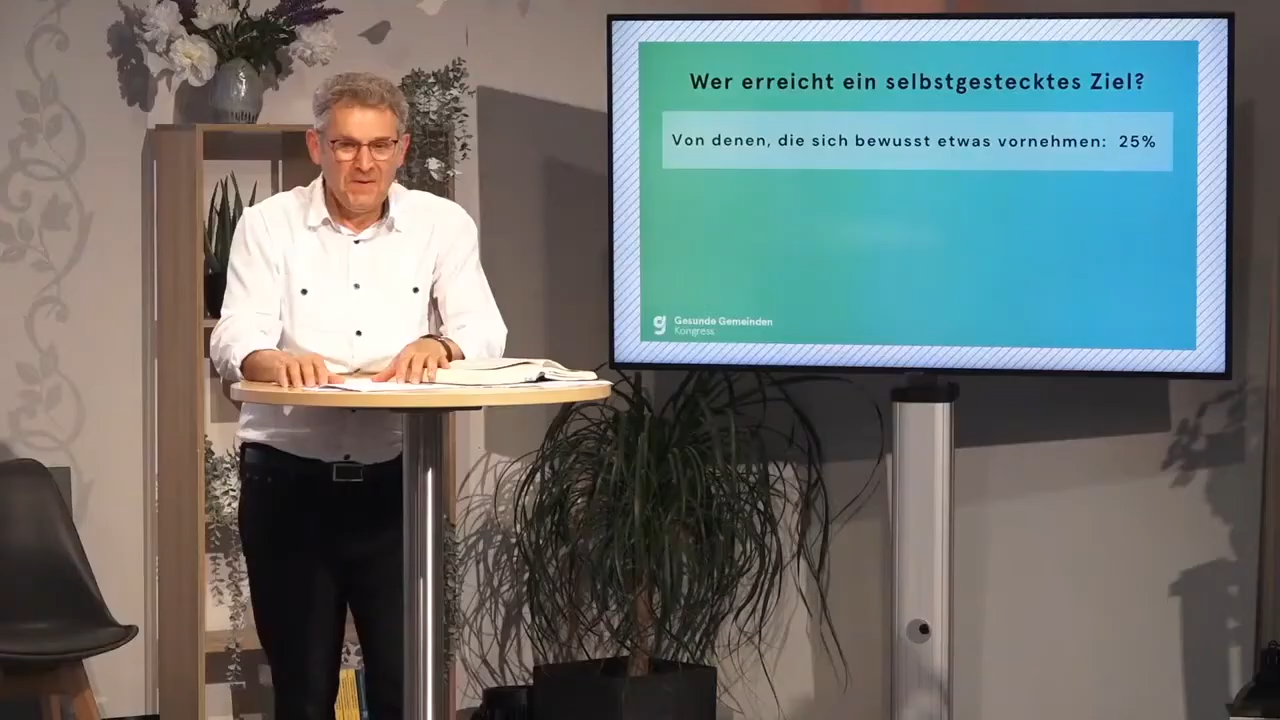 Wer erreicht ein selbstgestecktes Ziel?
Von denen, die sich bewusst etwas vornehmen: 25%
Gesunde Gemeinden
Kongress